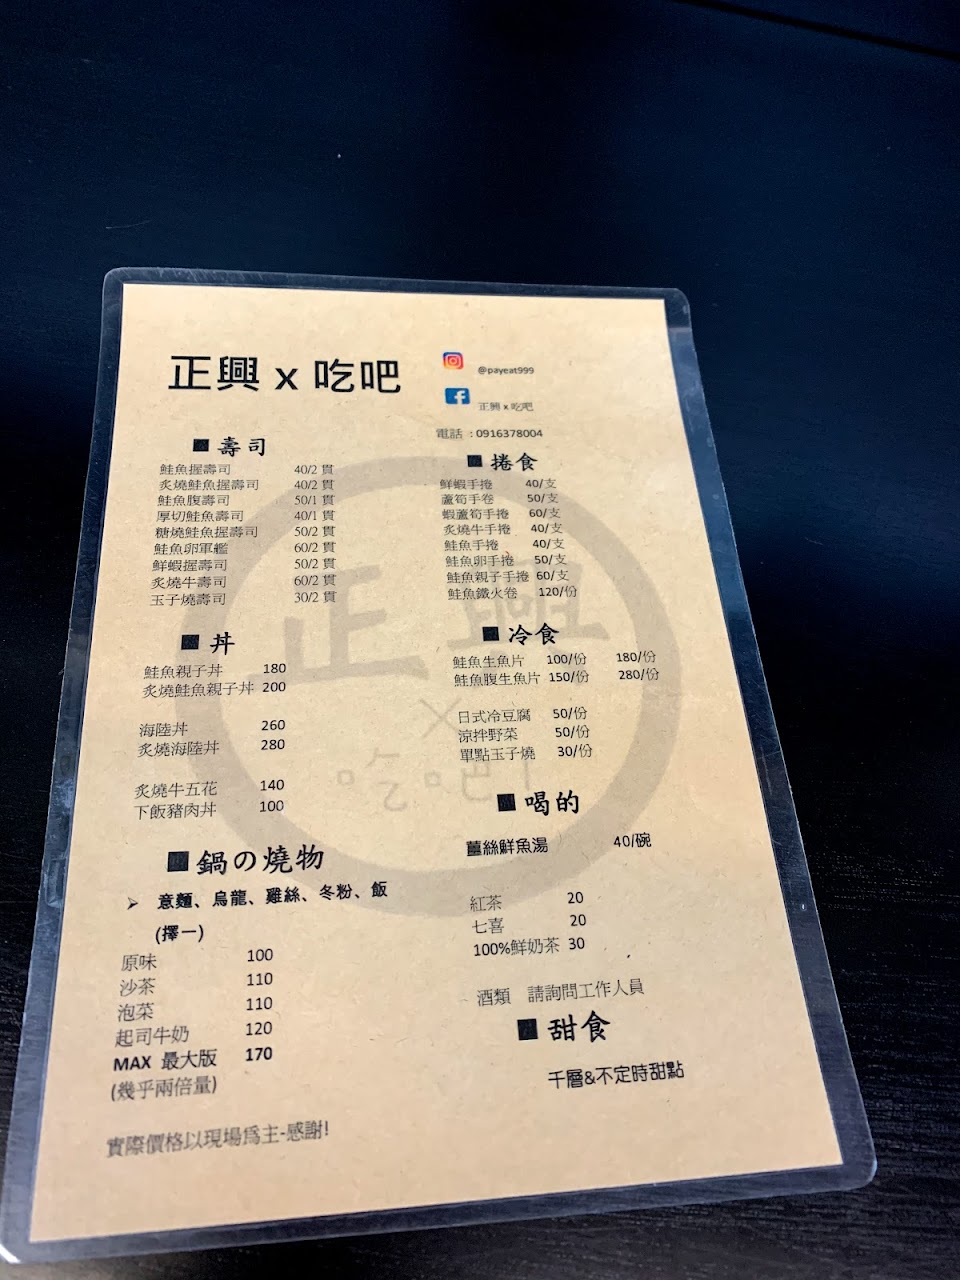 正興 x 吃吧
@payeat999
正興 x 吃吧
電話 : 0916378004
■ 壽司
鮭魚握壽司 40/2 貫
炙燒鮭魚握壽司 40/2 貫
鮭魚腹壽司 50/1 貫
厚切鮭魚壽司 40/1 貫
糖燒鮭魚握壽司 50/2 貫
鮭魚卵軍艦 60/2 貫
鮮蝦握壽司 50/2 貫
炙燒牛壽司 60/2 貫
玉子燒壽司 30/2 貫
■ 丼
鮭魚親子丼 180
炙燒鮭魚親子丼 200
海陸丼 260
炙燒海陸丼 280
炙燒牛五花 140
下飯豬肉丼 100
■ 鍋の燒物
➢ 意麵、烏龍、雞絲、冬粉、飯
(擇一)
原味 100
沙茶 110
泡菜 110
起司牛奶 120
MAX 最大版 170
(幾乎兩倍量)
實際價格以現場為主-感謝!
■ 捲食
鮮蝦手捲 40/支
蘆筍手卷 50/支
蝦蘆筍手捲 60/支
炙燒牛手捲 40/支
鮭魚手捲 40/支
鮭魚卵手捲 50/支
鮭魚親子手捲 60/支
鮭魚鐵火卷 120/份
■ 冷食
鮭魚生魚片 100/份 180/份
鮭魚腹生魚片 150/份 280/份
日式冷豆腐 50/份
涼拌野菜 50/份
單點玉子燒 30/份
■ 喝的
薑絲鮮魚湯 40/碗
紅茶 20
七喜 20
100%鮮奶茶 30
酒類 請詢問工作人員
■ 甜食
千層&不定時甜點
正興
x
吃吧!